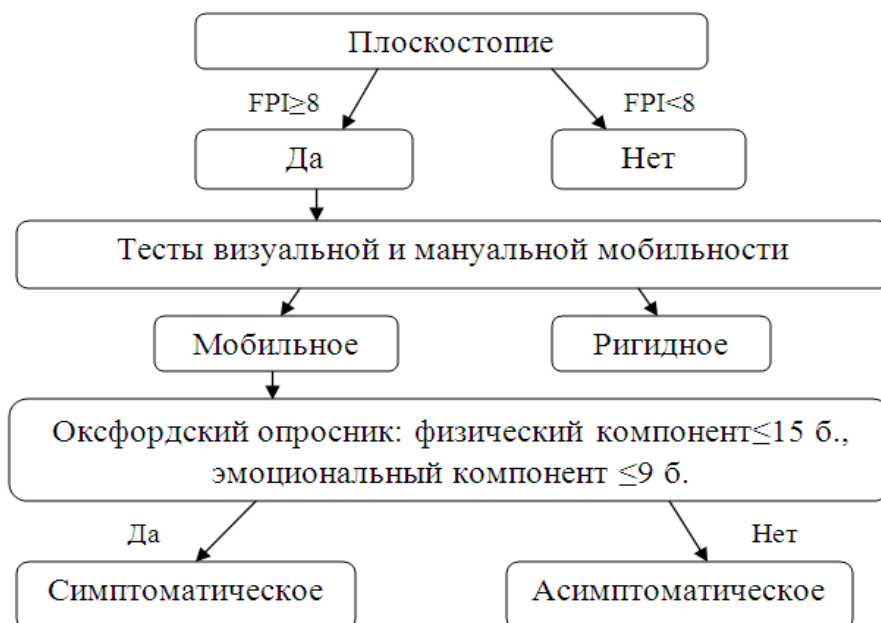 Плоскостопие
FPI≥8
FPI<8
Да
Нет
Тесты визуальной и мануальной мобильности
Мобильное
Ригидное
Оксфордский опросник: физический компонент≤15 б.,
эмоциональный компонент ≤9 б.
Да
Нет
Симптоматическое
Асимптоматическое